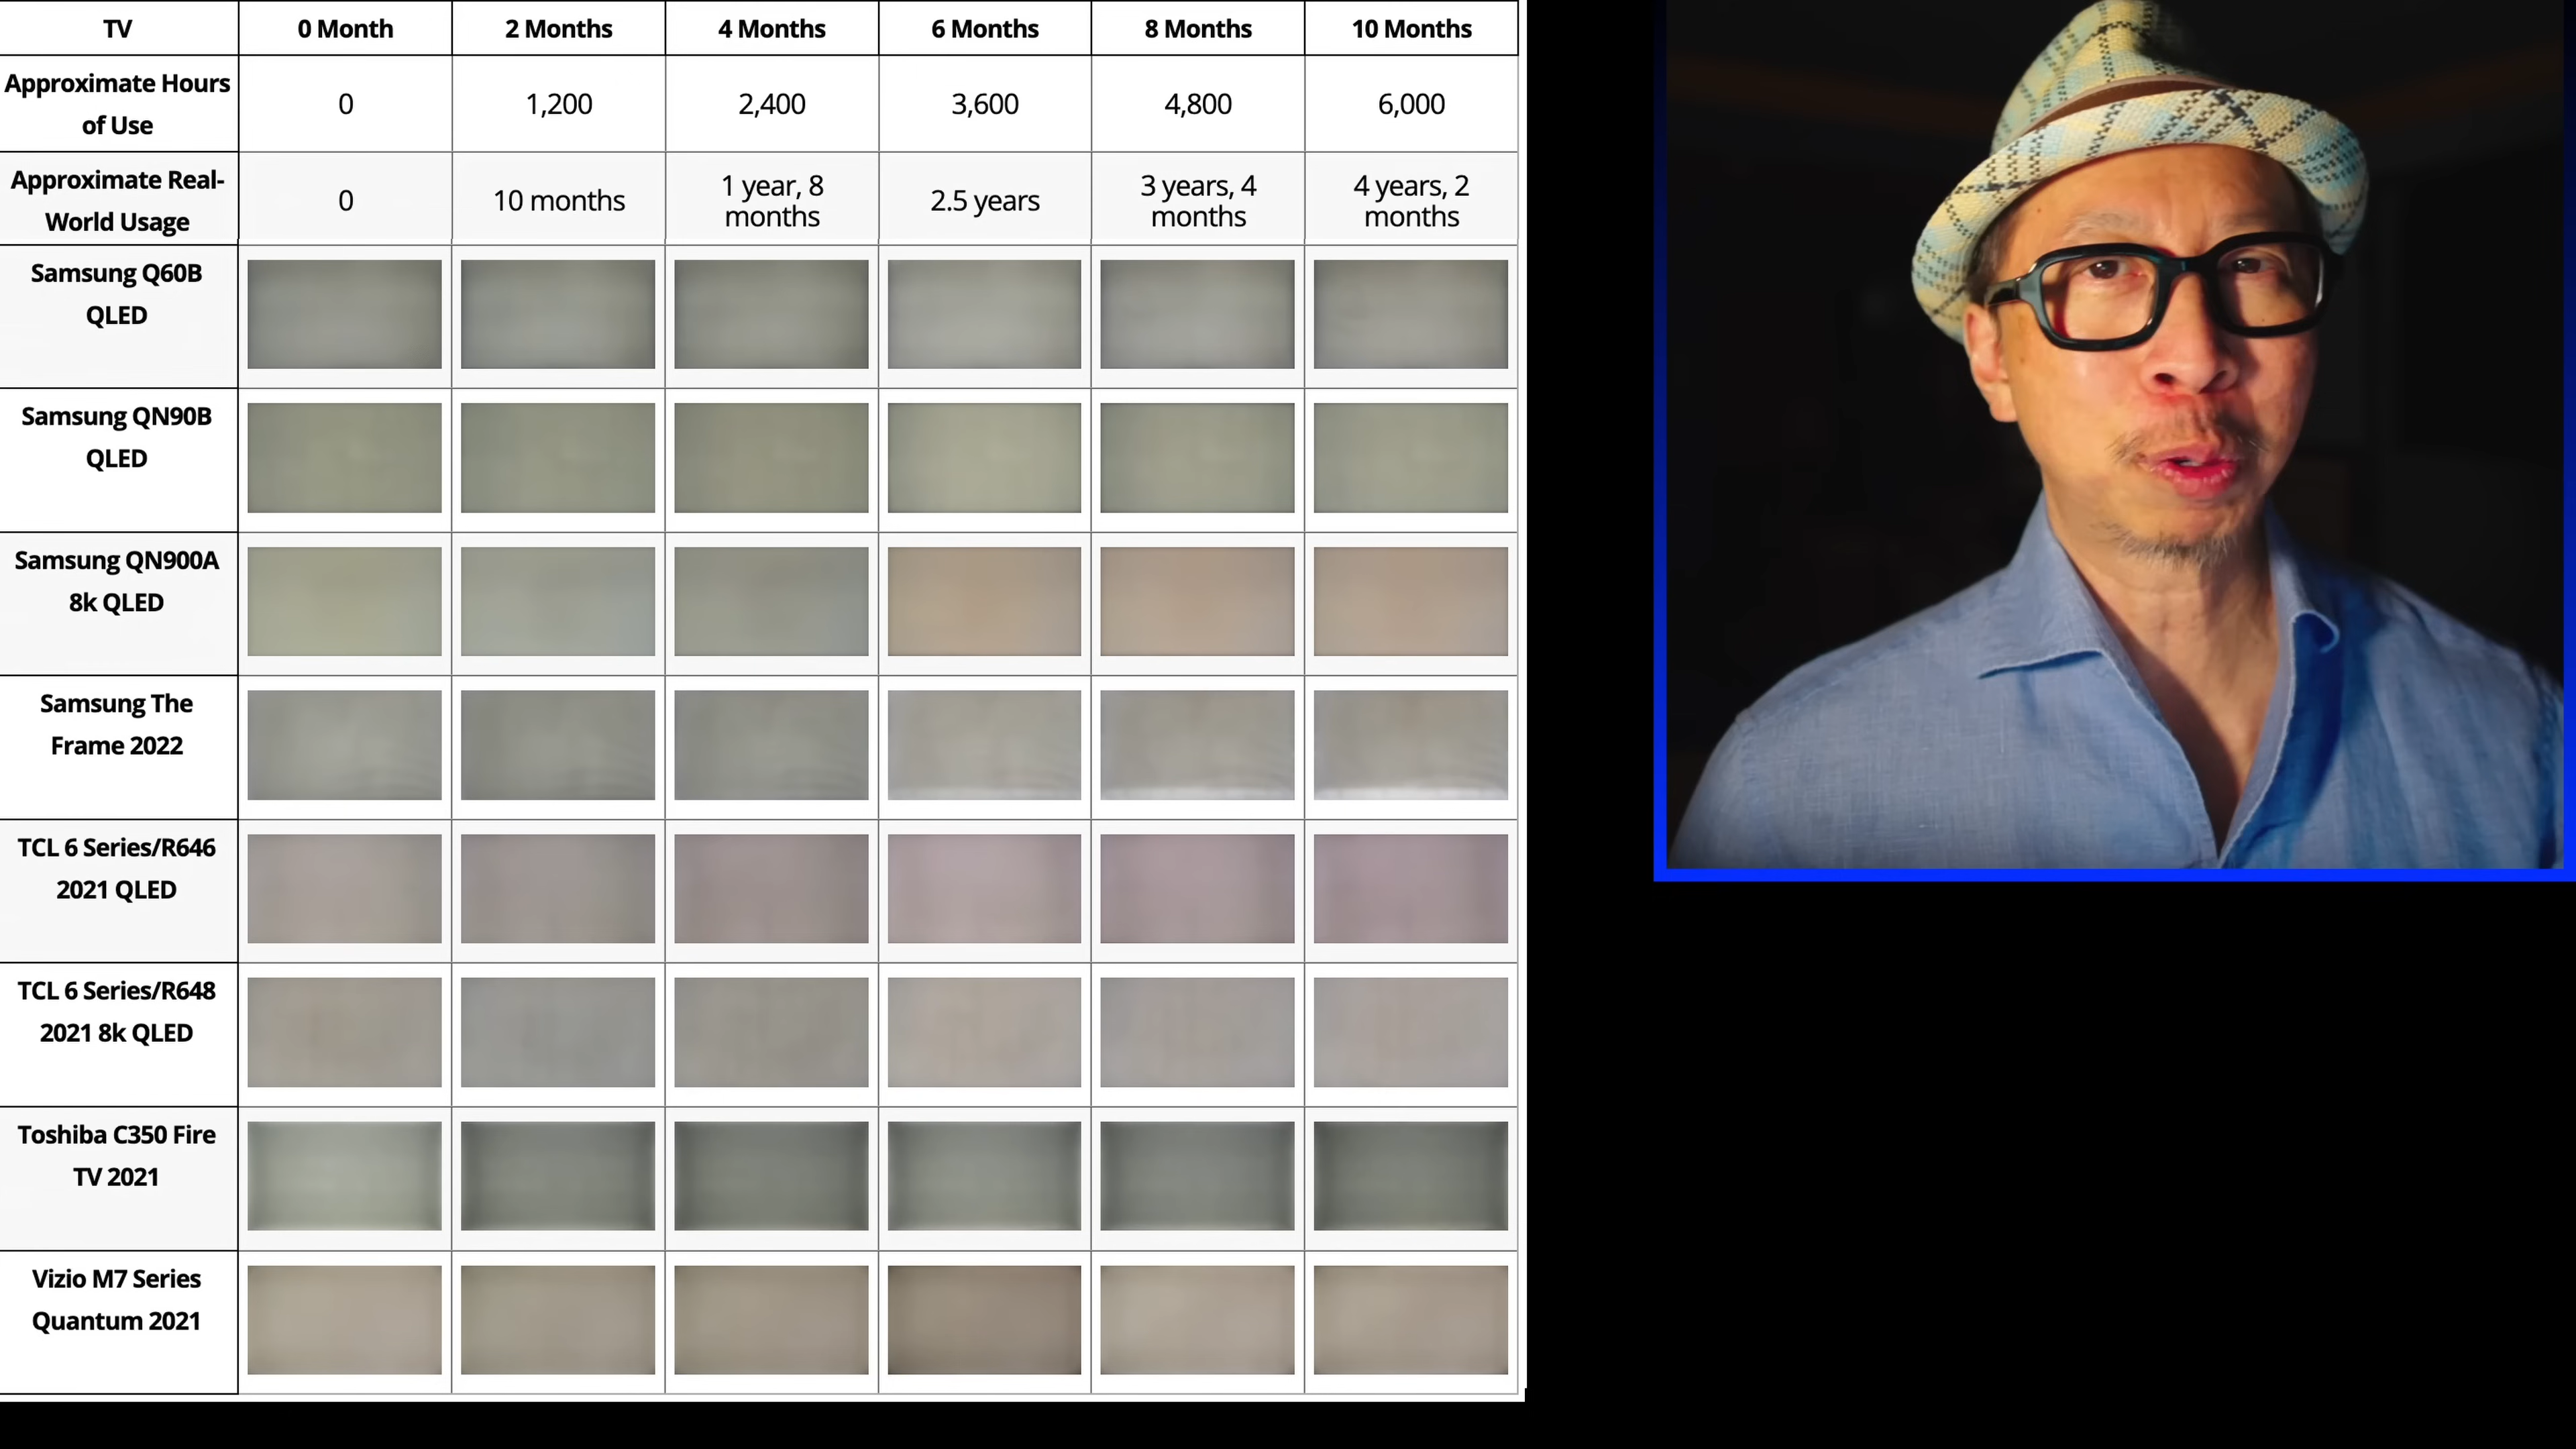 TV 0 Month 2 Months 4 Months 6 Months 8 Months 10 Months
Approximate Hours
of Use
0 1,200 2,400 3,600 4,800 6,000
Approximate Real-
World Usage
0
10 months
1 year, 8
months
2.5 years
3 years, 4
months
4 years, 2
months
Samsung Q60B
QLED
Samsung QN90B
QLED
Samsung QN900A
8k QLED
Samsung The
Frame 2022
TCL 6 Series/R646
2021 QLED
TCL 6 Series/R648
2021 8k QLED
Toshiba C350 Fire
TV 2021
Vizio M7 Series
Quantum 2021